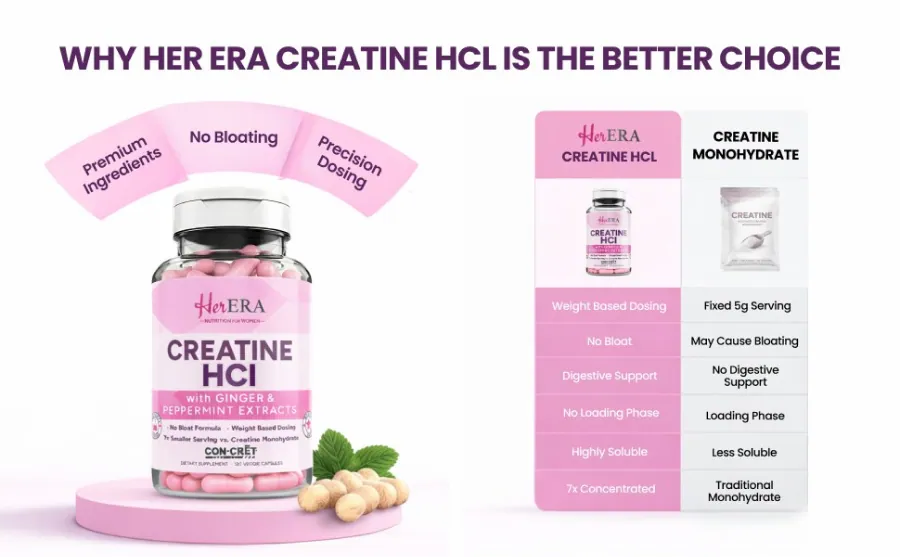 WHY HER ERA CREATINE HCL IS THE BETTER CHOICE
Premium
Ingredients
No Bloating
Precision
Dosing
HerERA
NUTRITION FOR WOMEN
CREATINE
HCl
with GINGER &
PEPPERMINT EXTRACTS
No Bloat Formula · Weight Based Dosing
7x Smaller Serving vs. Creatine Monohydrate
CON-CRĒT
DIETARY SUPPLEMENT
VEGGIE CAPSULES
HerERA
CREATINE HCL
CREATINE
MONOHYDRATE
HerERA
CREATINE
HCl
CREATINE
Weight Based Dosing
Fixed 5g Serving
No Bloat
May Cause Bloating
Digestive Support
No Digestive
Support
No Loading Phase
Loading Phase
Highly Soluble
Less Soluble
7x Concentrated
Traditional
Monohydrate